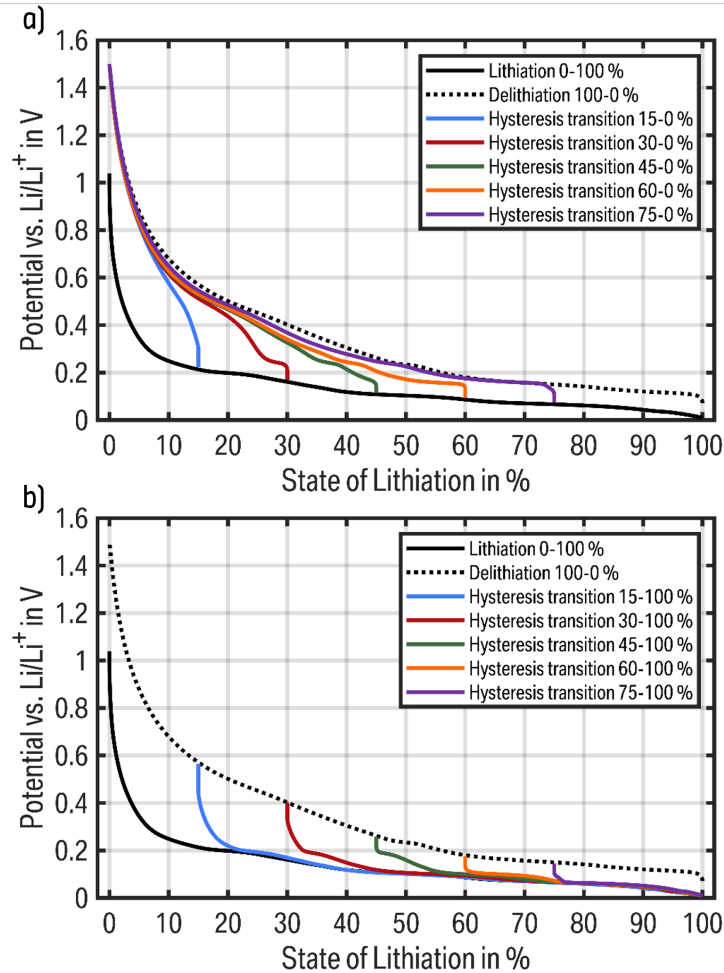 a)
1.6
1.4
1.2
1
0.8
0.6
0.4
0.2
0
Potential vs. Li/Li⁺ in V
Lithiation 0-100 %
Delithiation 100-0 %
Hysteresis transition 15-0 %
Hysteresis transition 30-0 %
Hysteresis transition 45-0 %
Hysteresis transition 60-0 %
Hysteresis transition 75-0 %
0 10 20 30 40 50 60 70 80 90 100
State of Lithiation in %
b)
1.6
1.4
1.2
1
0.8
0.6
0.4
0.2
0
Potential vs. Li/Li⁺ in V
Lithiation 0-100 %
Delithiation 100-0 %
Hysteresis transition 15-100 %
Hysteresis transition 30-100 %
Hysteresis transition 45-100 %
Hysteresis transition 60-100 %
Hysteresis transition 75-100 %
0 10 20 30 40 50 60 70 80 90 100
State of Lithiation in %